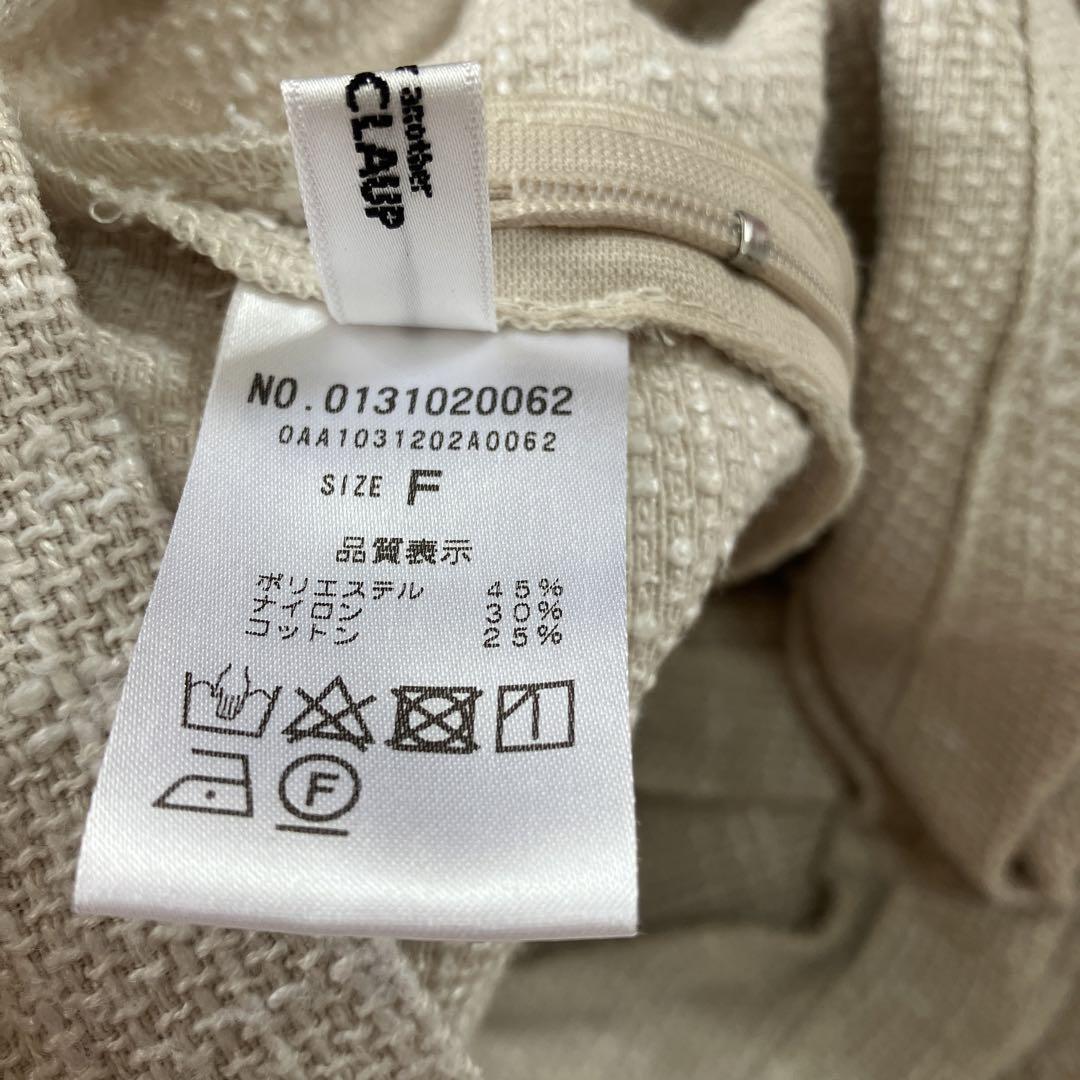 another
CLAUP
NO.0131020062
0AA1031202A0062
SIZE F
品質表示
ポリエステル 45%
ナイロン 30%
コットン 25%
F